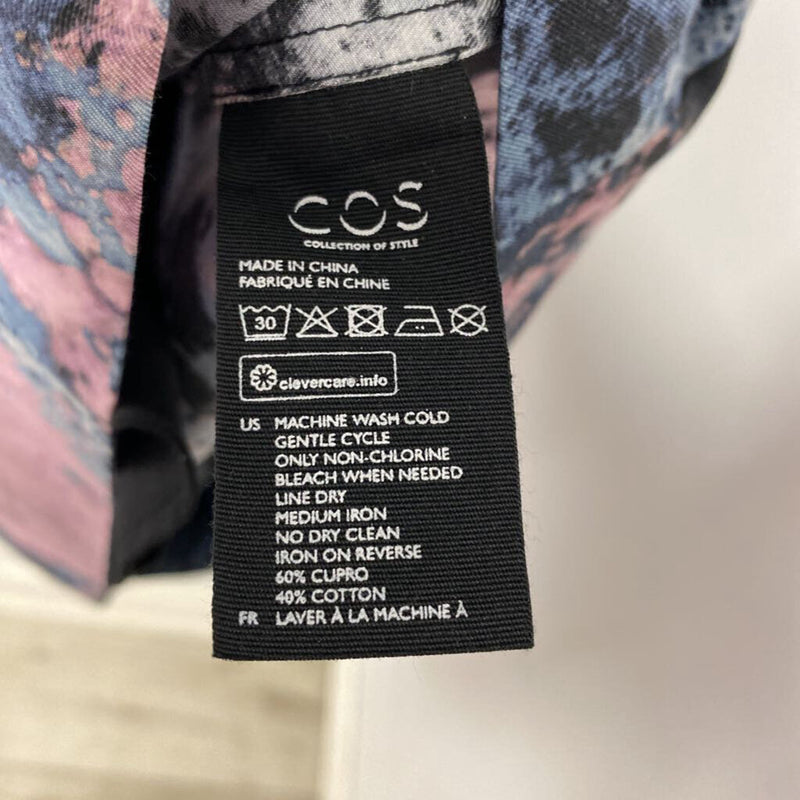 COS
COLLECTION OF STYLE
MADE IN CHINA
FABRIQUÉ EN CHINE
30
clevercare.info
US MACHINE WASH COLD
GENTLE CYCLE
ONLY NON-CHLORINE
BLEACH WHEN NEEDED
LINE DRY
MEDIUM IRON
NO DRY CLEAN
IRON ON REVERSE
60% CUPRO
40% COTTON
FR LAVER À LA MACHINE À